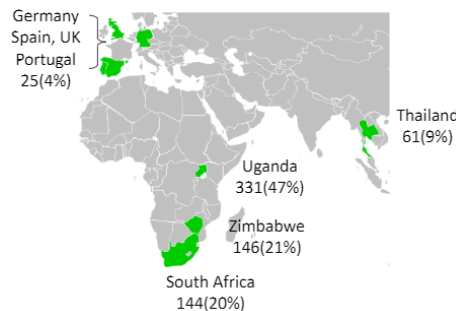 Germany
Spain, UK
Portugal
25(4%)
Thailand
61(9%)
Uganda
331(47%)
Zimbabwe
146(21%)
South Africa
144(20%)